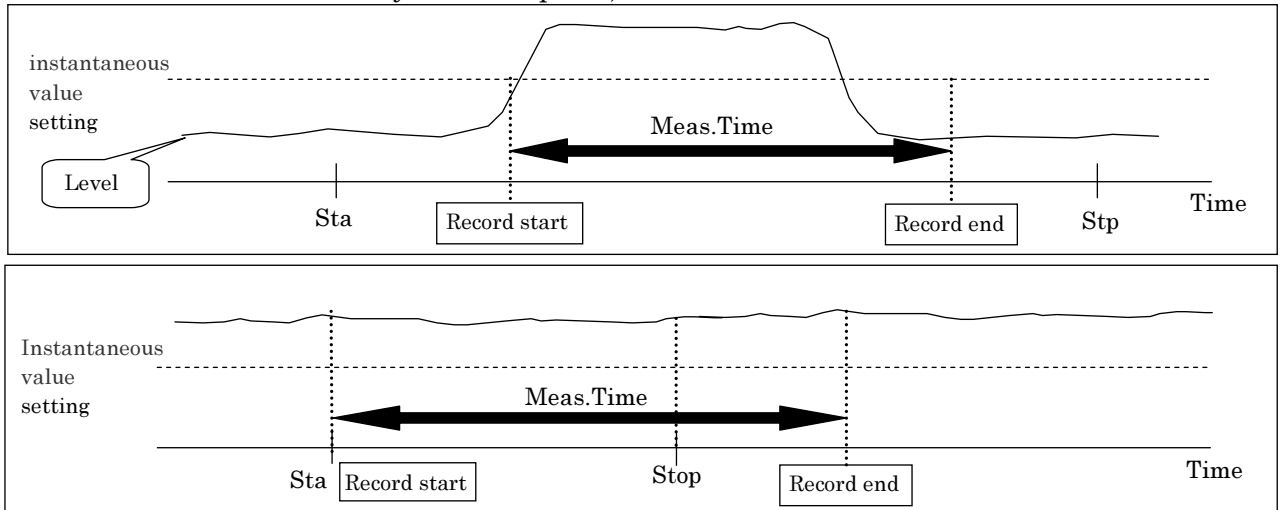 instantaneous
value
setting
Meas.Time
Level
Sta
Record start
Record end
Stp
Time
Instantaneous
value
setting
Meas.Time
Sta
Record start
Stop
Record end
Time